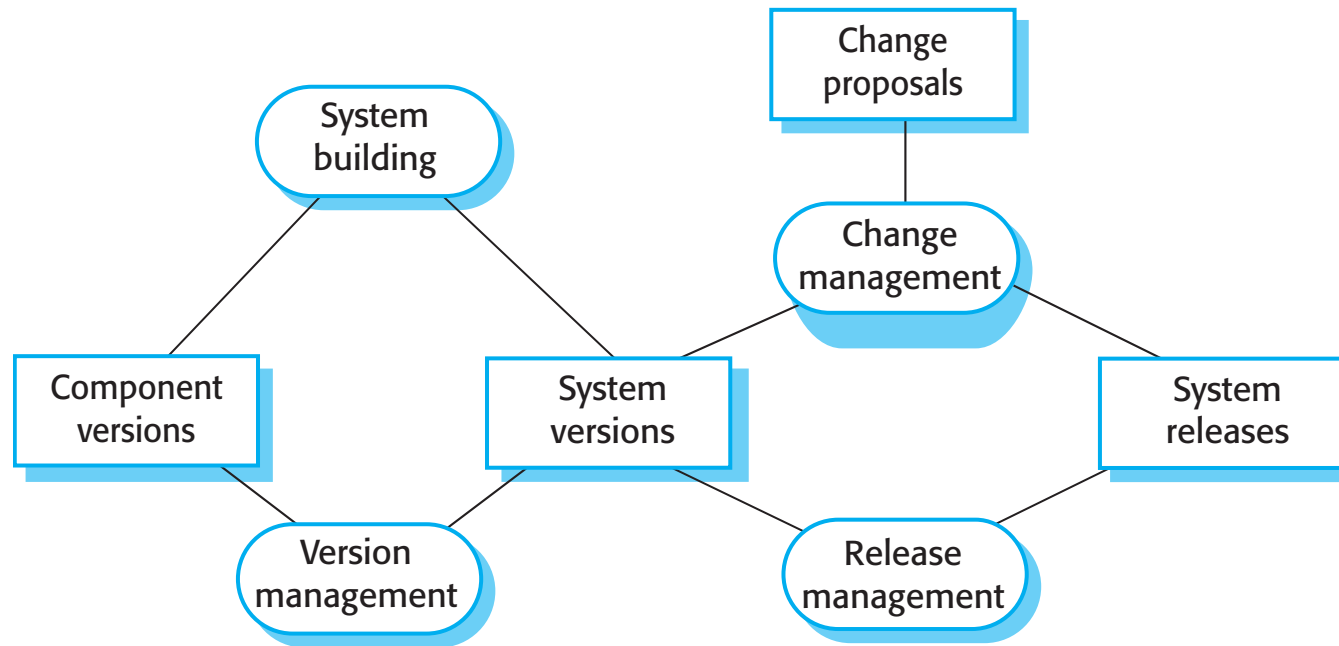 Change
proposals
System
building
Change
management
Component
versions
System
versions
System
releases
Version
management
Release
management